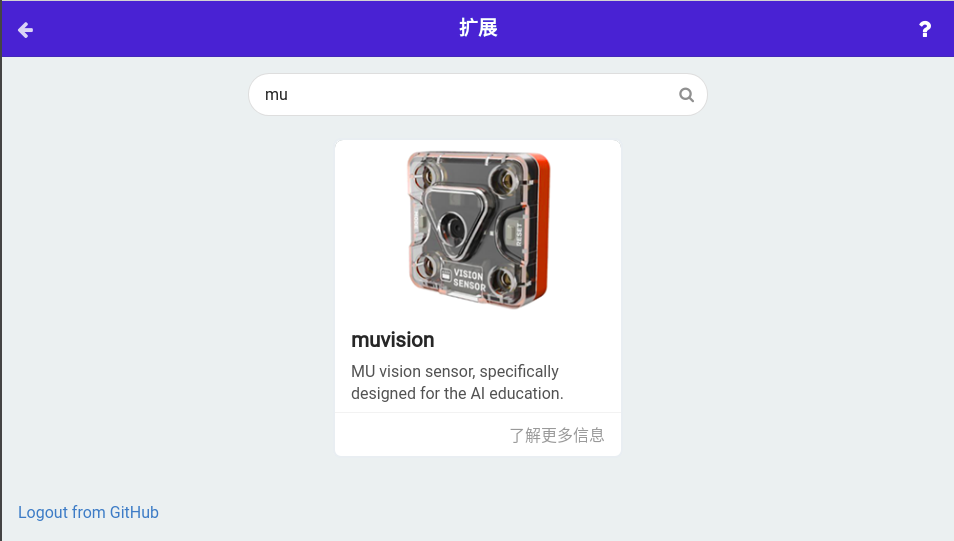 扩展
?
mu
RESET
VISION
SENSOR
muvision
MU vision sensor, specifically
designed for the AI education.
了解更多信息
Logout from GitHub